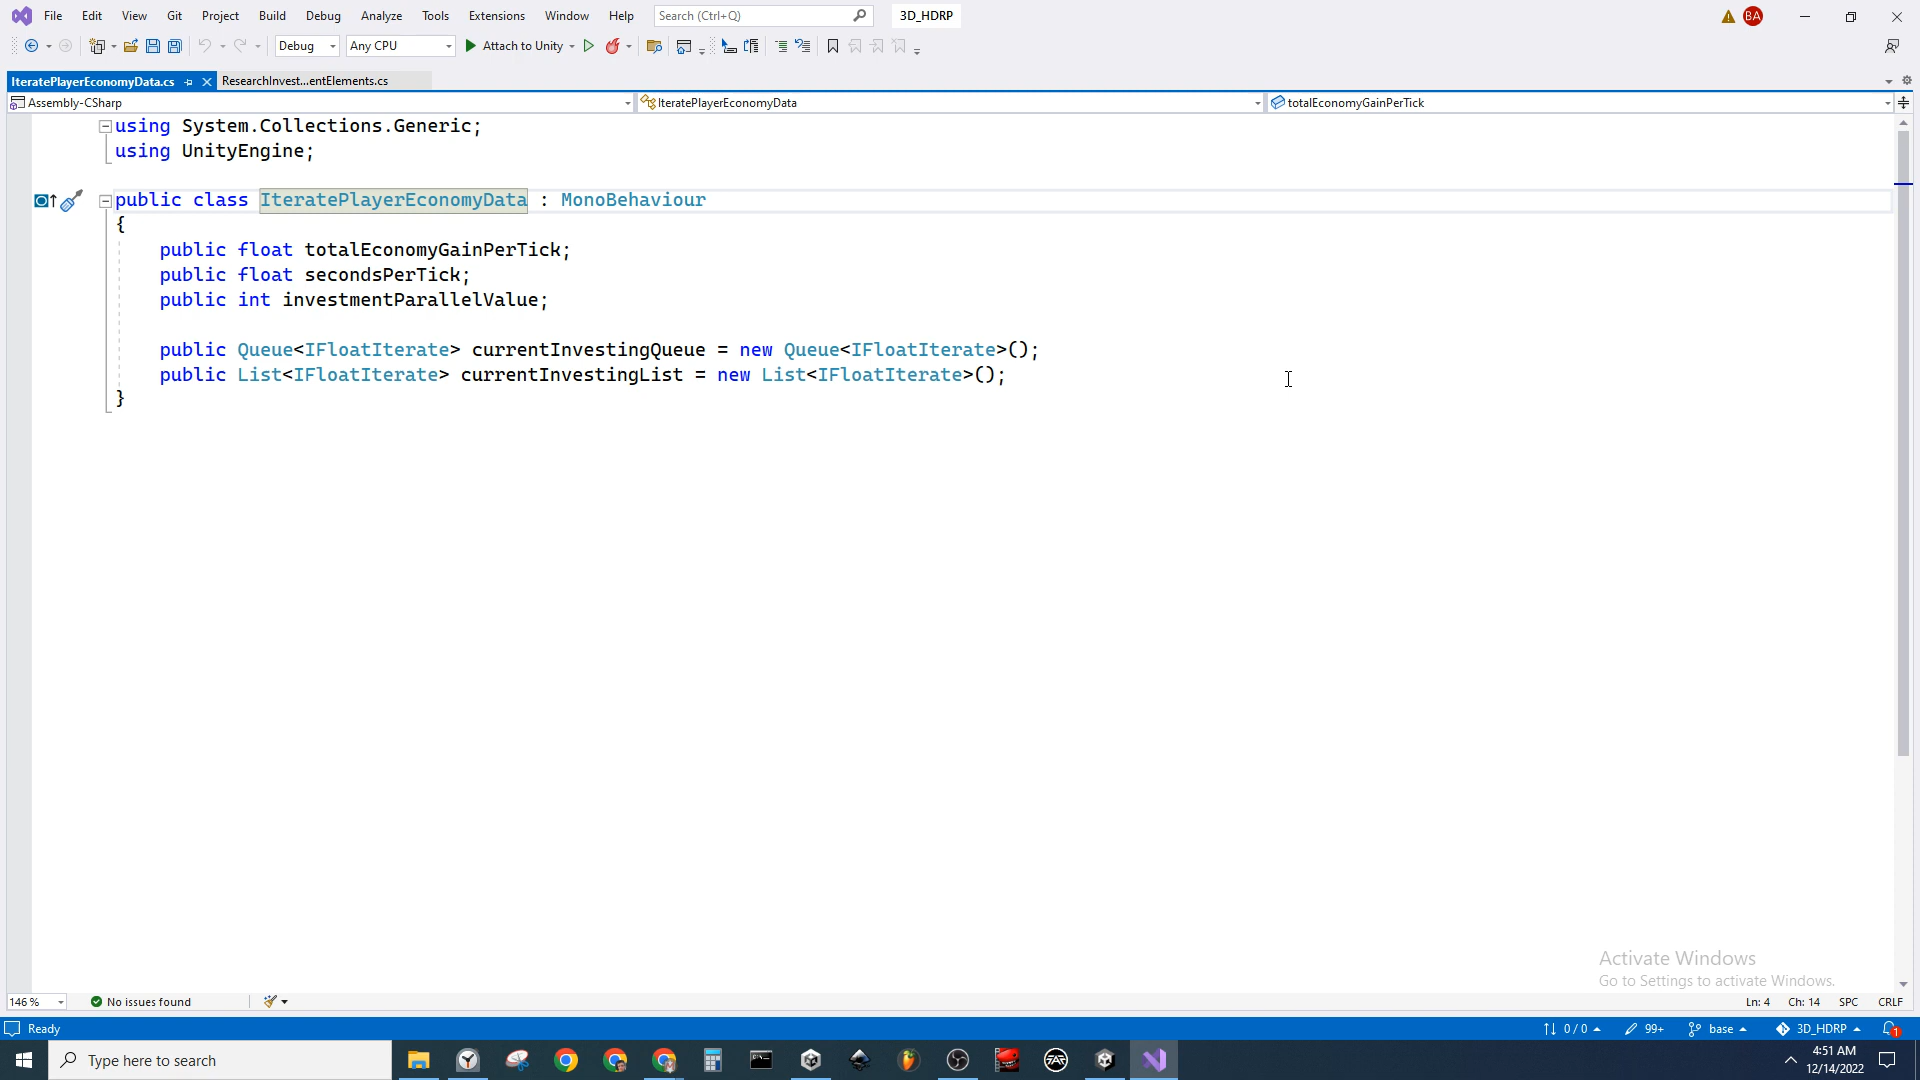 File Edit View Git Project Build Debug Analyze Tools Extensions Window Help Search (Ctrl+Q) 3D_HDRP BA
Debug Any CPU Attach to Unity
IteratePlayerEconomyData.cs ResearchInvest...entElements.cs
Assembly-CSharp IteratePlayerEconomyData totalEconomyGainPerTick
using System.Collections.Generic;
using UnityEngine;
public class IteratePlayerEconomyData : MonoBehaviour
{
public float totalEconomyGainPerTick;
public float secondsPerTick;
public int investmentParallelValue;
public Queue<IFloatIterate> currentInvestingQueue = new Queue<IFloatIterate>();
public List<IFloatIterate> currentInvestingList = new List<IFloatIterate>();
}
Activate Windows
Go to Settings to activate Windows.
146 % No issues found Ln: 4 Ch: 14 SPC CRLF
Ready 0 / 0 99+ base 3D_HDRP 1
Type here to search 4:51 AM
12/14/2022